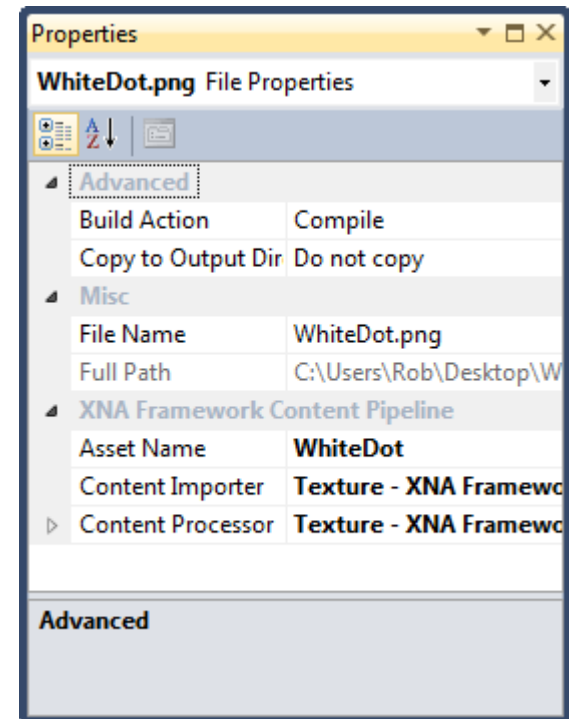 Properties
WhiteDot.png File Properties
A
Z
Advanced
Build Action Compile
Copy to Output Dir Do not copy
Misc
File Name WhiteDot.png
Full Path C:\Users\Rob\Desktop\W
XNA Framework Content Pipeline
Asset Name WhiteDot
Content Importer Texture - XNA Framewo
Content Processor Texture - XNA Framewo
Advanced